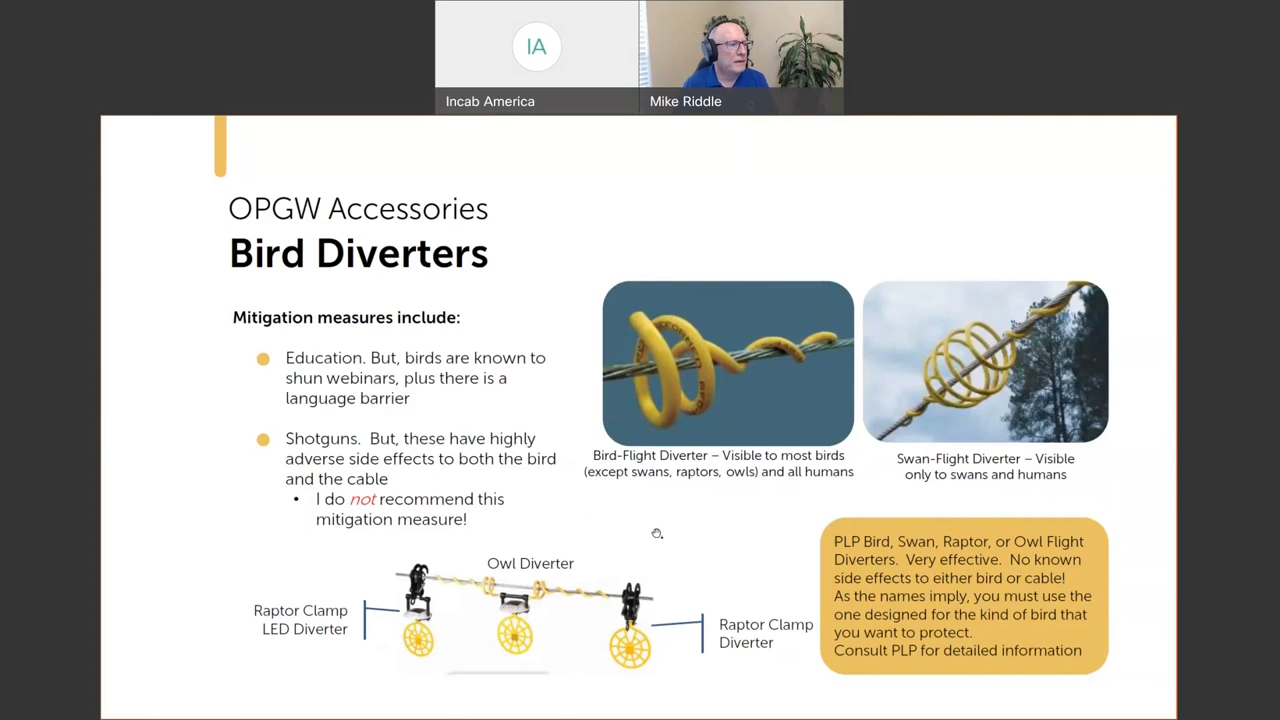 IA
Incab America
Mike Riddle
OPGW Accessories
Bird Diverters
Mitigation measures include:
Education. But, birds are known to
shun webinars, plus there is a
language barrier
Shotguns. But, these have highly
adverse side effects to both the bird
and the cable
• I do not recommend this
mitigation measure!
Bird-Flight Diverter – Visible to most birds
(except swans, raptors, owls) and all humans
Swan-Flight Diverter – Visible
only to swans and humans
Owl Diverter
Raptor Clamp
LED Diverter
Raptor Clamp
Diverter
PLP Bird, Swan, Raptor, or Owl Flight
Diverters. Very effective. No known
side effects to either bird or cable!
As the names imply, you must use the
one designed for the kind of bird that
you want to protect.
Consult PLP for detailed information